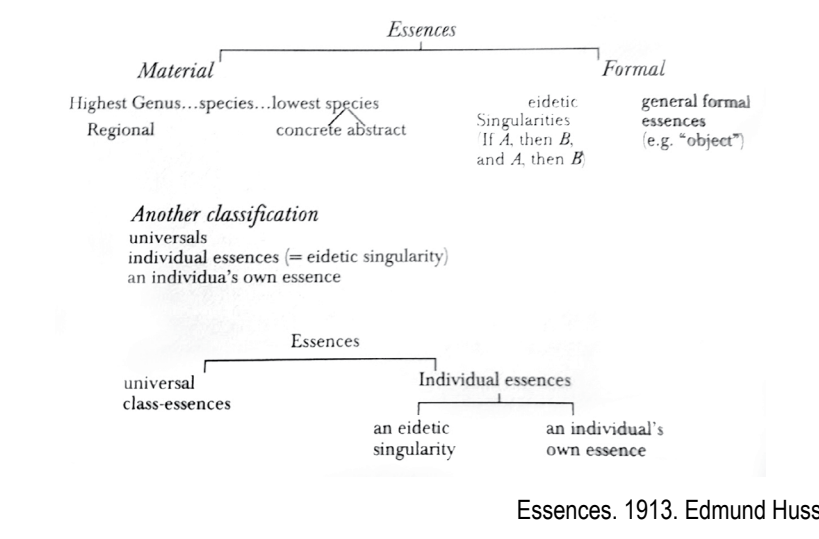 Essences
Material
Formal
Highest Genus...species...lowest species
Regional
concrete abstract
eidetic
Singularities
If A, then B,
and A, then B)
general formal
essences
(e.g. "object")
Another classification
universals
individual essences (= eidetic singularity)
an individua's own essence
Essences
universal
class-essences
Individual essences
an eidetic
singularity
an individual's
own essence
Essences. 1913. Edmund Huss